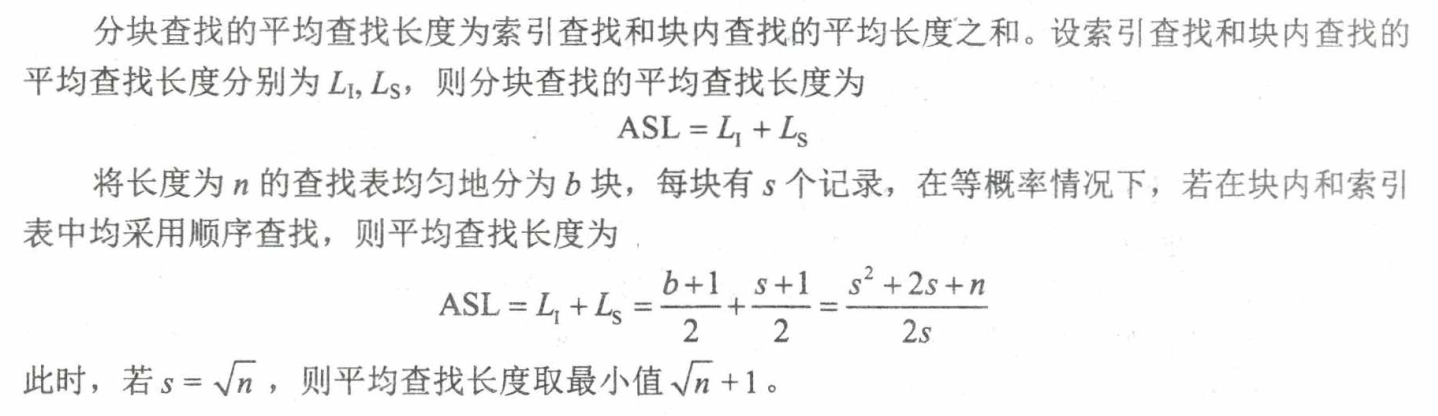 分块查找的平均查找长度为索引查找和块内查找的平均长度之和。设索引查找和块内查找的
平均查找长度分别为 L_I, L_S，则分块查找的平均查找长度为
ASL = L_I + L_S
将长度为 n 的查找表均匀地分为 b 块，每块有 s 个记录，在等概率情况下，若在块内和索引
表中均采用顺序查找，则平均查找长度为
ASL = L_I + L_S = \frac{b+1}{2} + \frac{s+1}{2} = \frac{s^2+2s+n}{2s}
此时，若 s = √n，则平均查找长度取最小值 √n + 1。